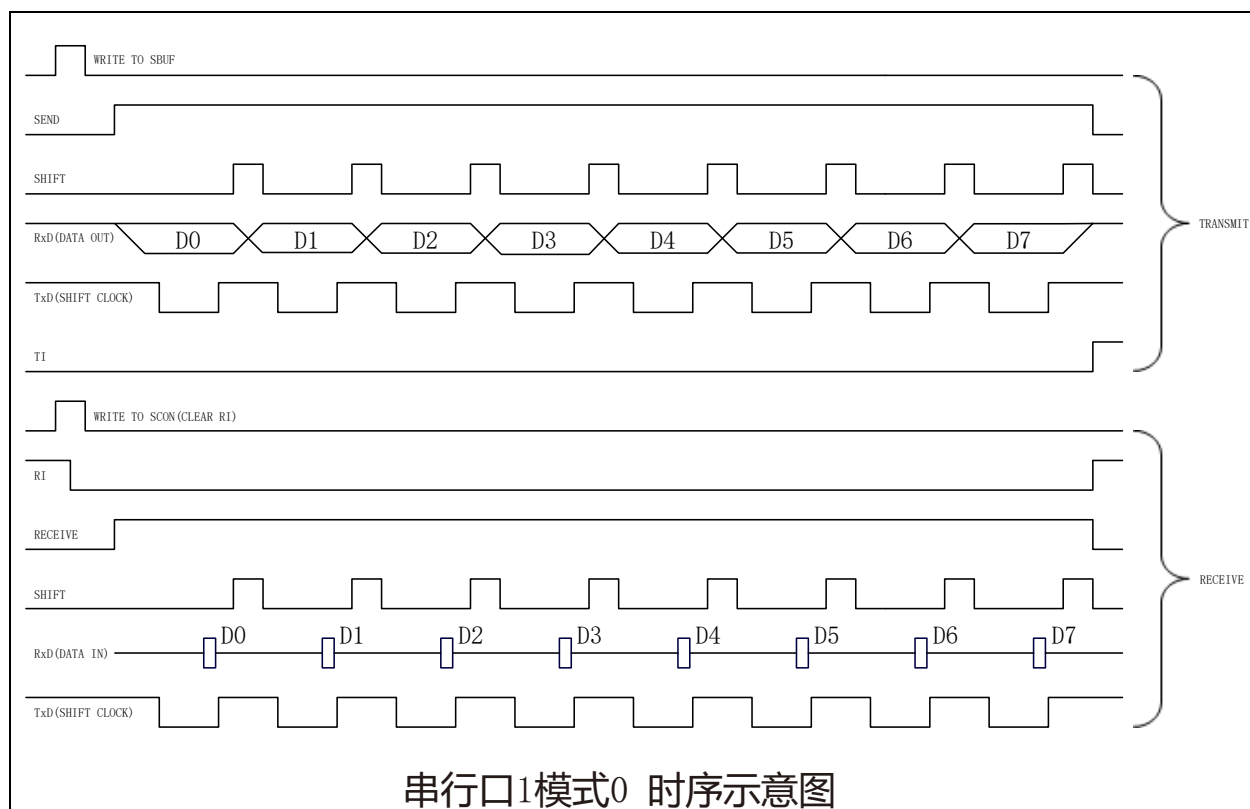 WRITE TO SBUF
SEND
SHIFT
RxD(DATA OUT) D0 D1 D2 D3 D4 D5 D6 D7
TxD(SHIFT CLOCK)
TI
TRANSMIT
WRITE TO SCON(CLEAR RI)
RI
RECEIVE
SHIFT
RxD(DATA IN) D0 D1 D2 D3 D4 D5 D6 D7
TxD(SHIFT CLOCK)
RECEIVE
串行口1模式0 时序示意图